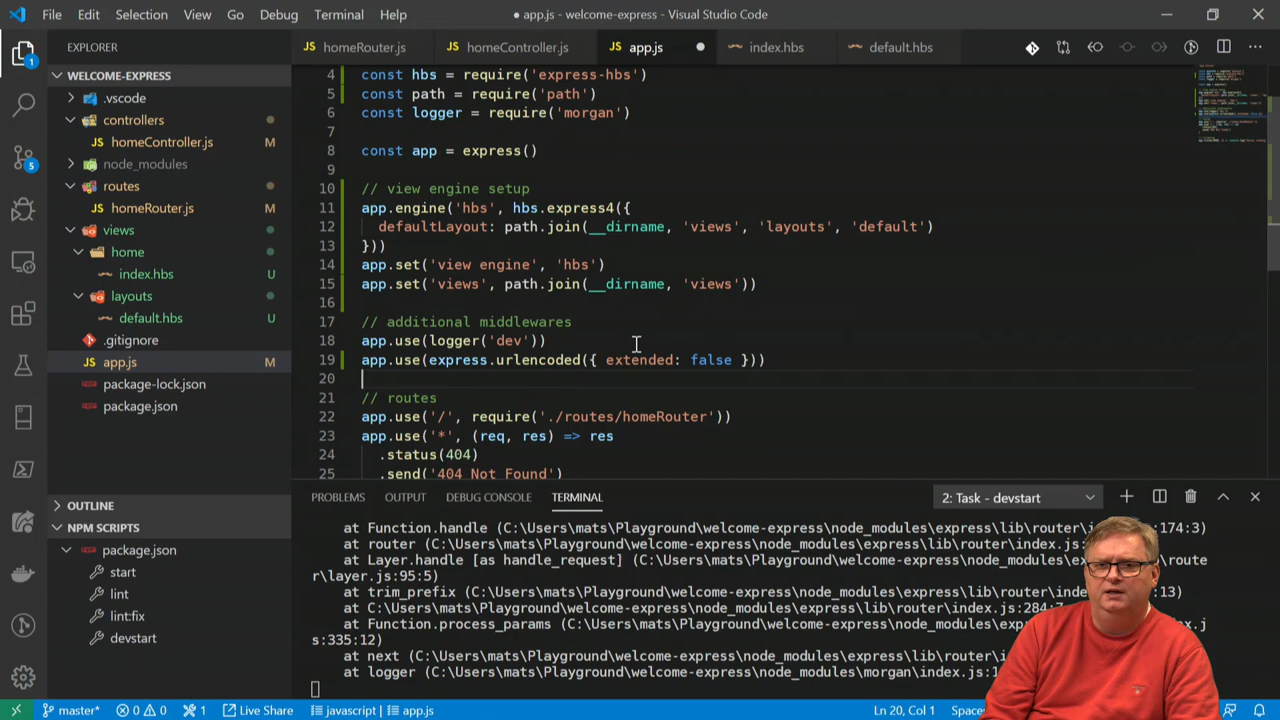 File Edit Selection View Go Debug Terminal Help
● app.js - welcome-express - Visual Studio Code
EXPLORER
homeRouter.js
homeController.js
JS app.js
index.hbs
default.hbs
WELCOME-EXPRESS
.vscode
controllers
JS homeController.js M
node_modules
routes
JS homeRouter.js M
views
home
index.hbs U
layouts
default.hbs U
.gitignore
JS app.js M
package-lock.json
package.json
OUTLINE
NPM SCRIPTS
package.json
start
lint
lint:fix
devstart
1
5
4 const hbs = require('express-hbs')
5 const path = require('path')
6 const logger = require('morgan')
7
8 const app = express()
9
10 // view engine setup
11 app.engine('hbs', hbs.express4({
12 defaultLayout: path.join(__dirname, 'views', 'layouts', 'default')
13 }))
14 app.set('view engine', 'hbs')
15 app.set('views', path.join(__dirname, 'views'))
16
17 // additional middlewares
18 app.use(logger('dev'))
19 app.use(express.urlencoded({ extended: false }))
20
21 // routes
22 app.use('/', require('./routes/homeRouter'))
23 app.use('*', (req, res) => res
24 .status(404)
25 .send('404 Not Found')
PROBLEMS OUTPUT DEBUG CONSOLE TERMINAL
2: Task - devstart
at Function.handle (C:\Users\mats\Playground\welcome-express\node_modules\express\lib\router\index.js:174:3)
at router (C:\Users\mats\Playground\welcome-express\node_modules\express\lib\router\index.js:
at Layer.handle [as handle_request] (C:\Users\mats\Playground\welcome-express\node_modules\express\lib\route
r\layer.js:95:5)
at trim_prefix (C:\Users\mats\Playground\welcome-express\node_modules\express\lib\router\index :13)
at C:\Users\mats\Playground\welcome-express\node_modules\express\lib\router\index.js:284:7
at Function.process_params (C:\Users\mats\Playground\welcome-express\node_modules\express\lib\router\index.j
s:335:12)
at next (C:\Users\mats\Playground\welcome-express\node_modules\express\lib\router\in
at logger (C:\Users\mats\Playground\welcome-express\node_modules\morgan\index.js:1
master* 0 0 1 Live Share javascript | app.js
Ln 20, Col 1